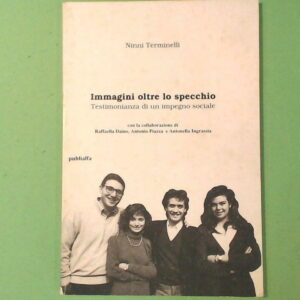 Ninni Terminelli
Immagini oltre lo specchio
Testimonianza di un impegno sociale
con la collaborazione di
Raffaella Daino, Antonio Piazza e Antonella Ingrassia
publialfa